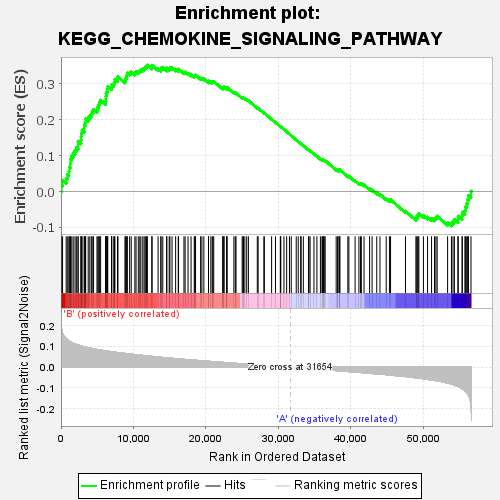 Enrichment plot:
KEGG_CHEMOKINE_SIGNALING_PATHWAY
Enrichment score (ES)
0.3
0.2
0.1
0.0
-0.1
'B' (positively correlated)
Ranked list metric (Signal2Noise)
0.2
0.1
0.0
-0.1
-0.2
Zero cross at 31654
'A' (negatively correlated)
0
10,000
20,000
30,000
40,000
50,000
Rank in Ordered Dataset
Enrichment profile
Hits
Ranking metric scores